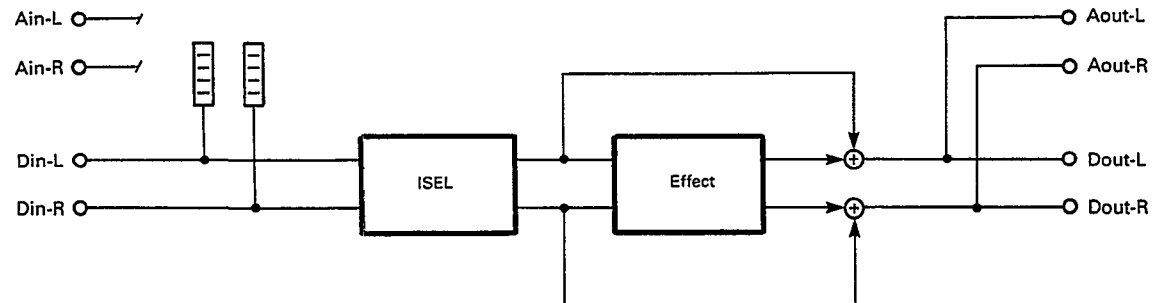 Ain-L
Aout-L
Ain-R
Aout-R
Din-L
ISEL
Effect
Dout-L
Din-R
Dout-R